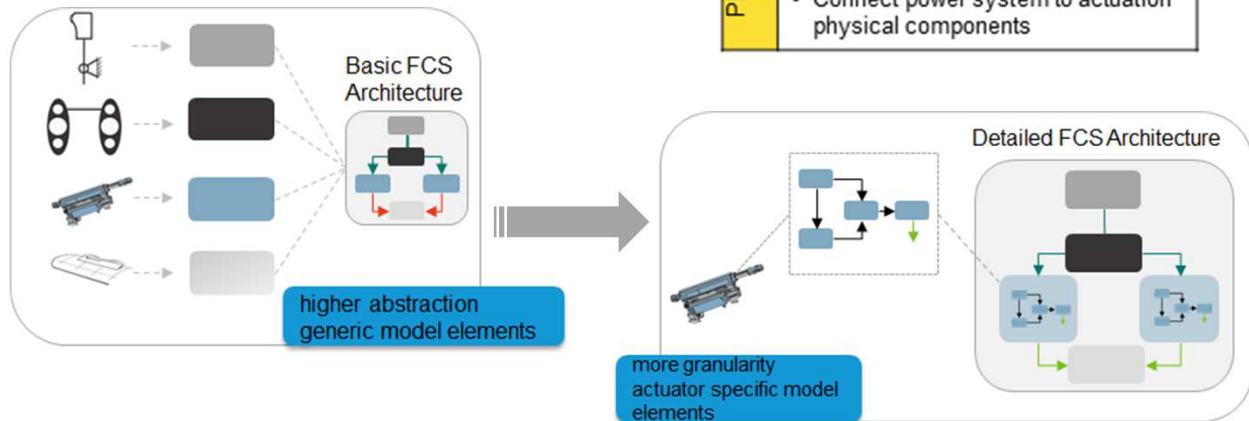 P
• Connect power system to actuation
physical components
Basic FCS
Architecture
higher abstraction
generic model elements
Detailed FCS Architecture
more granularity
actuator specific model
elements